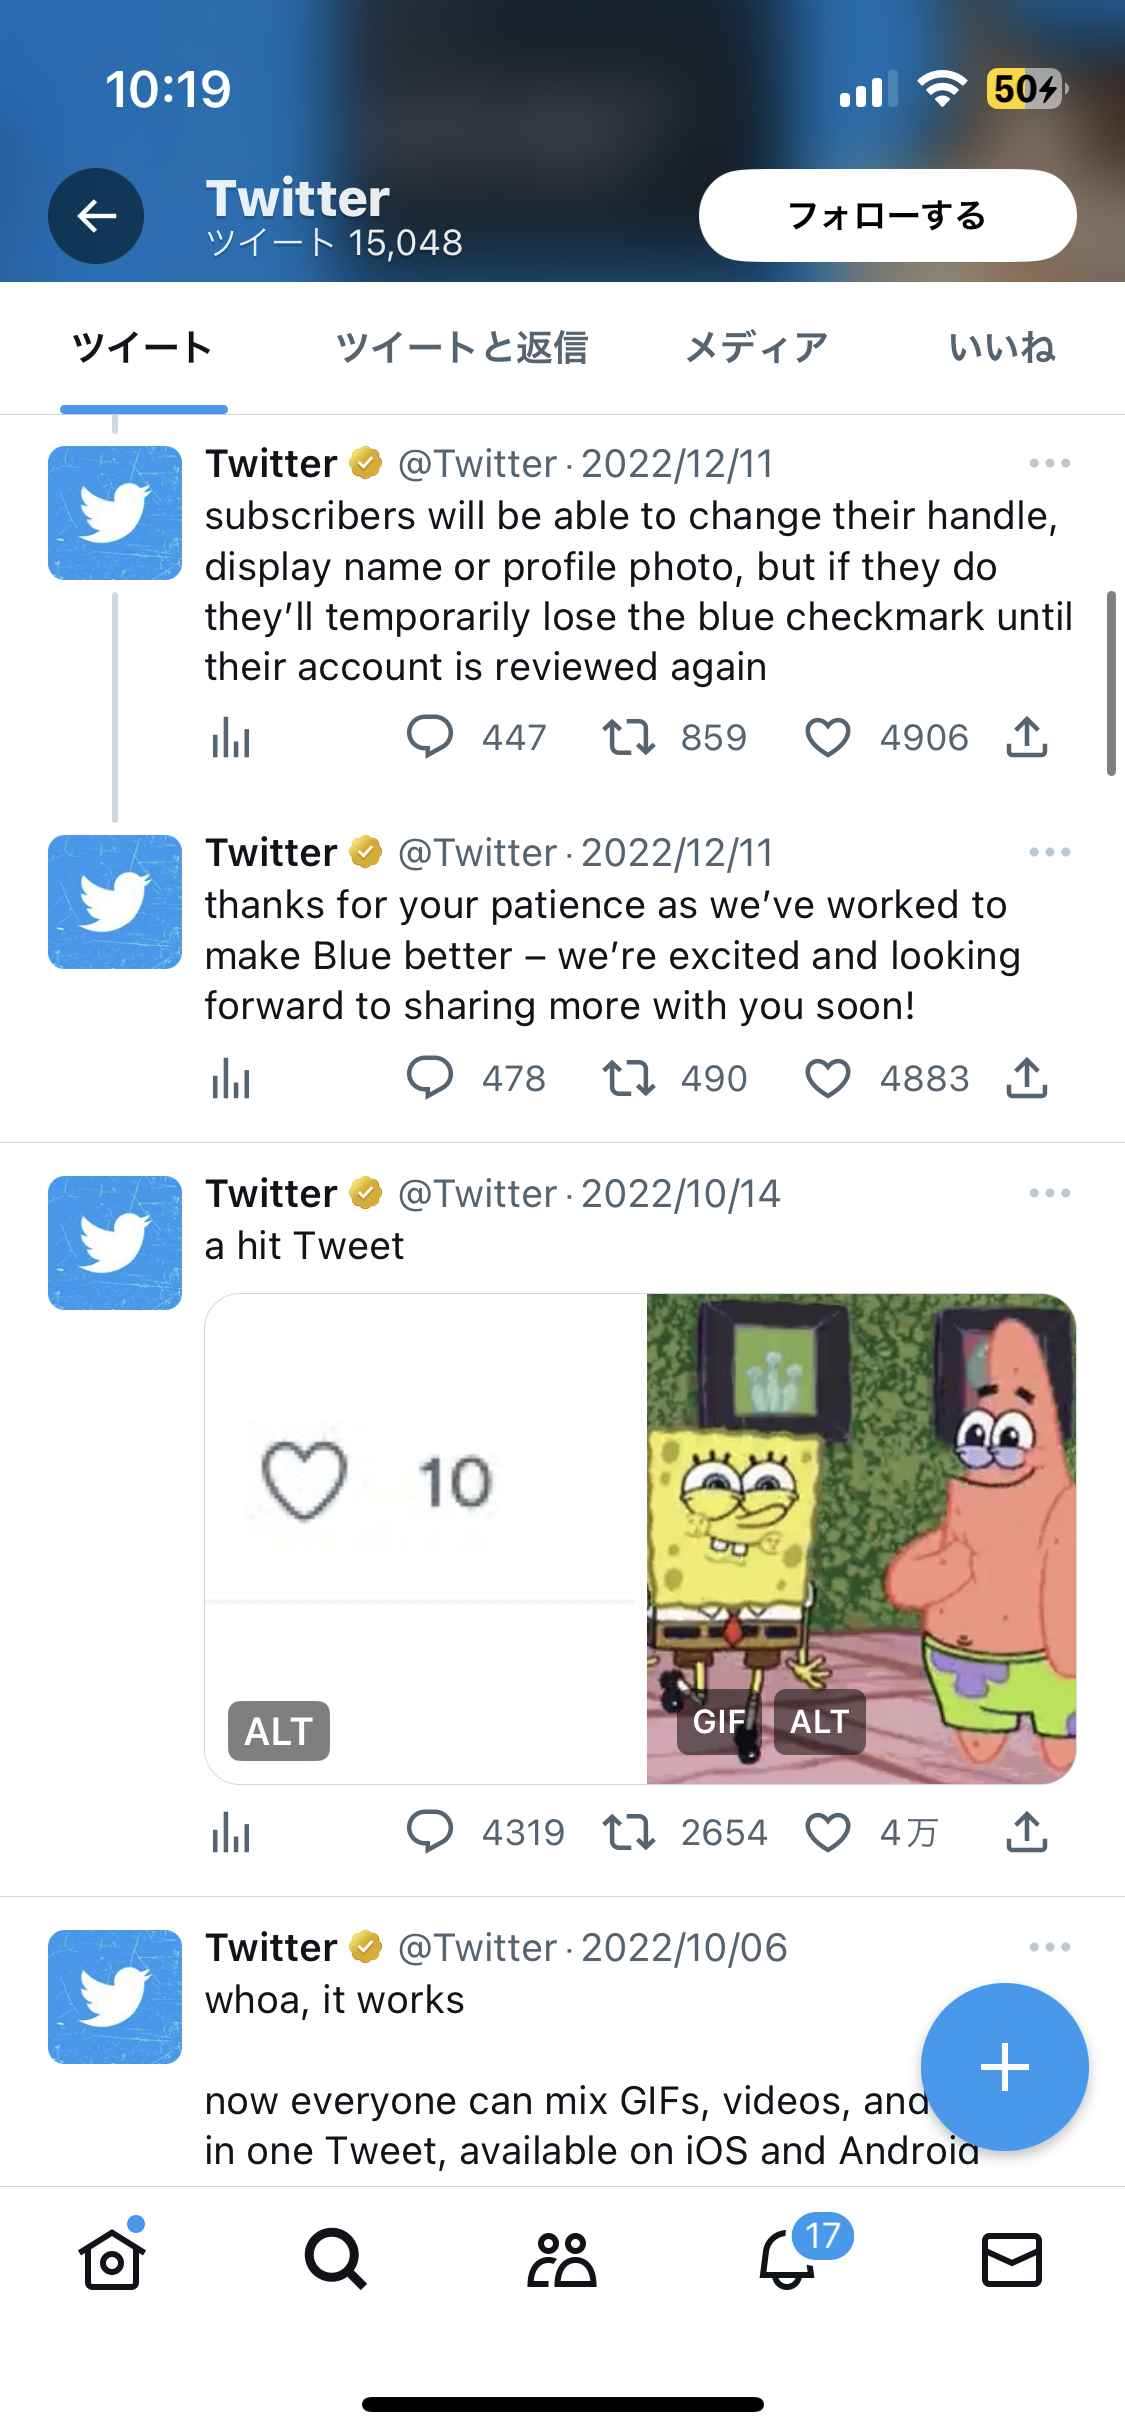 10:19
50
Twitter
ツイート 15,048
フォローする
ツイート
ツイートと返信
メディア
いいね
Twitter @Twitter · 2022/12/11
subscribers will be able to change their handle,
display name or profile photo, but if they do
they’ll temporarily lose the blue checkmark until
their account is reviewed again
447 859 4906
Twitter @Twitter · 2022/12/11
thanks for your patience as we’ve worked to
make Blue better – we’re excited and looking
forward to sharing more with you soon!
478 490 4883
Twitter @Twitter · 2022/10/14
a hit Tweet
10
ALT
GIF ALT
4319 2654 4万
Twitter @Twitter · 2022/10/06
whoa, it works
now everyone can mix GIFs, videos, and
in one Tweet, available on iOS and Android
17